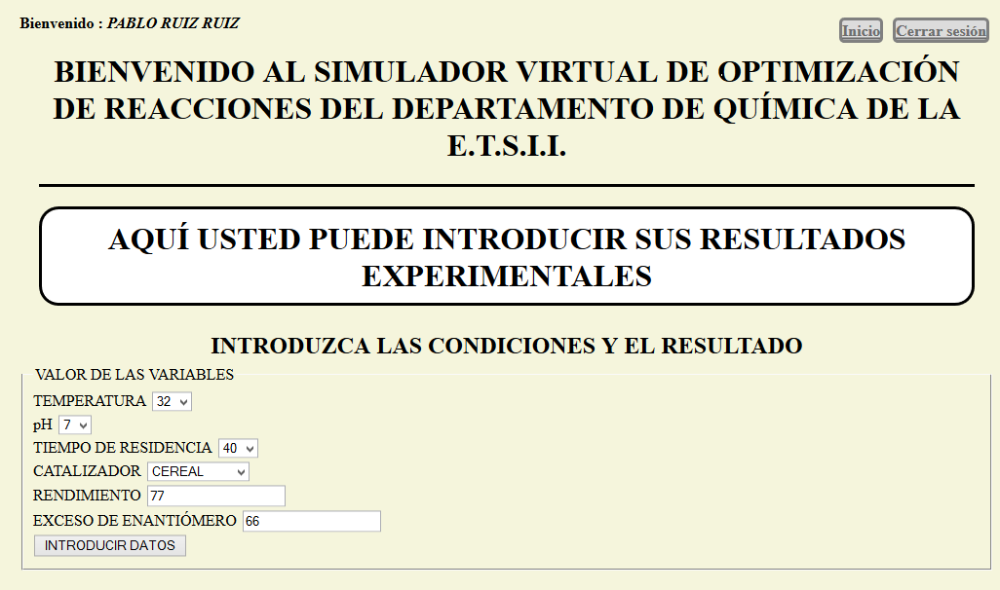 Bienvenido : PABLO RUIZ RUIZ
Inicio Cerrar sesión
BIENVENIDO AL SIMULADOR VIRTUAL DE OPTIMIZACIÓN
DE REACCIONES DEL DEPARTAMENTO DE QUÍMICA DE LA
E.T.S.I.I.
AQUÍ USTED PUEDE INTRODUCIR SUS RESULTADOS
EXPERIMENTALES
INTRODUZCA LAS CONDICIONES Y EL RESULTADO
VALOR DE LAS VARIABLES
TEMPERATURA 32
pH 7
TIEMPO DE RESIDENCIA 40
CATALIZADOR CEREAL
RENDIMIENTO 77
EXCESO DE ENANTIÓMERO 66
INTRODUCIR DATOS